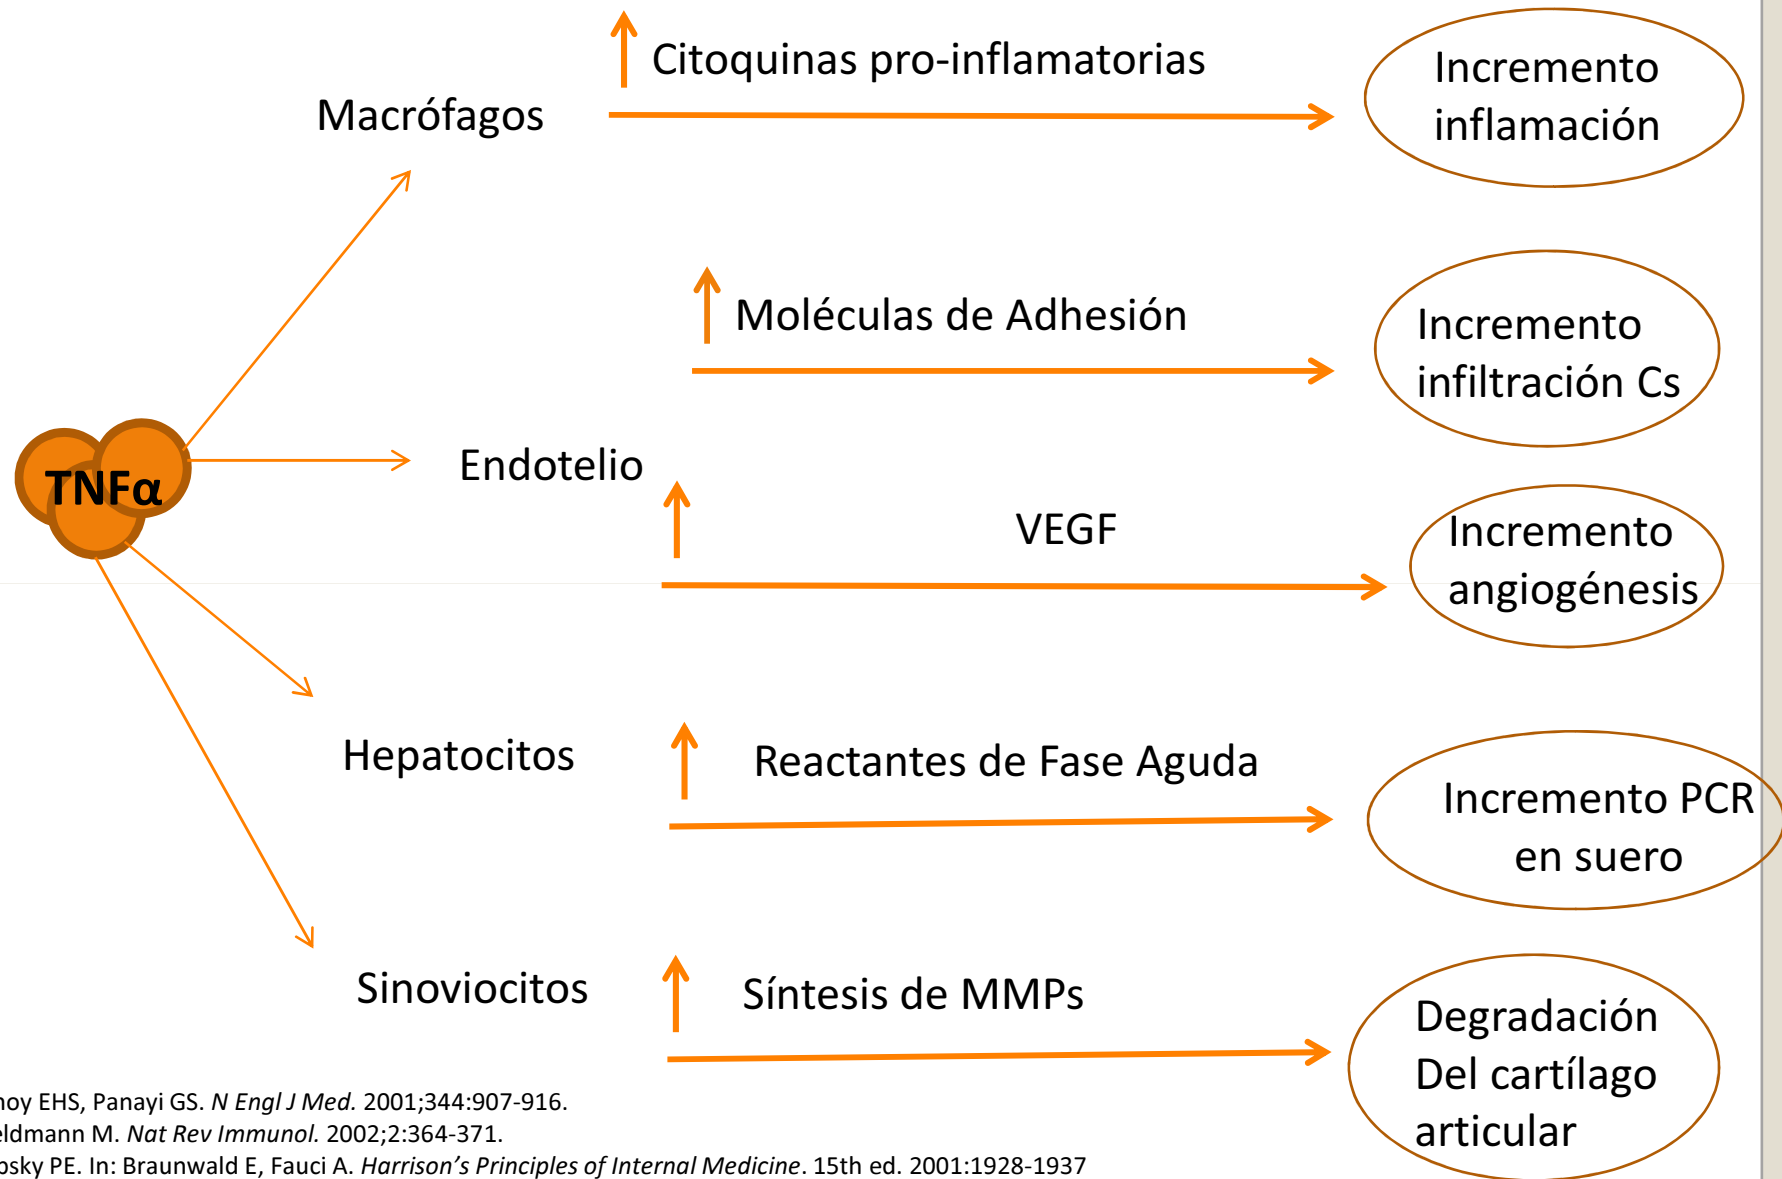 Citoquinas pro-inflamatorias
Macrófagos
Incremento
inflamación
Moléculas de Adhesión
Incremento
infiltración Cs
TNFα
Endotelio
VEGF
Incremento
angiogénesis
Hepatocitos
Reactantes de Fase Aguda
Incremento PCR
en suero
Sinoviocitos
Síntesis de MMPs
Degradación
Del cartílago
articular
EHS, Panayi GS. N Engl J Med. 2001;344:907-916.
M. Nat Rev Immunol. 2002;2:364-371.
PE. In: Braunwald E, Fauci A. Harrison's Principles of Internal Medicine. 15th ed. 2001:1928-1937